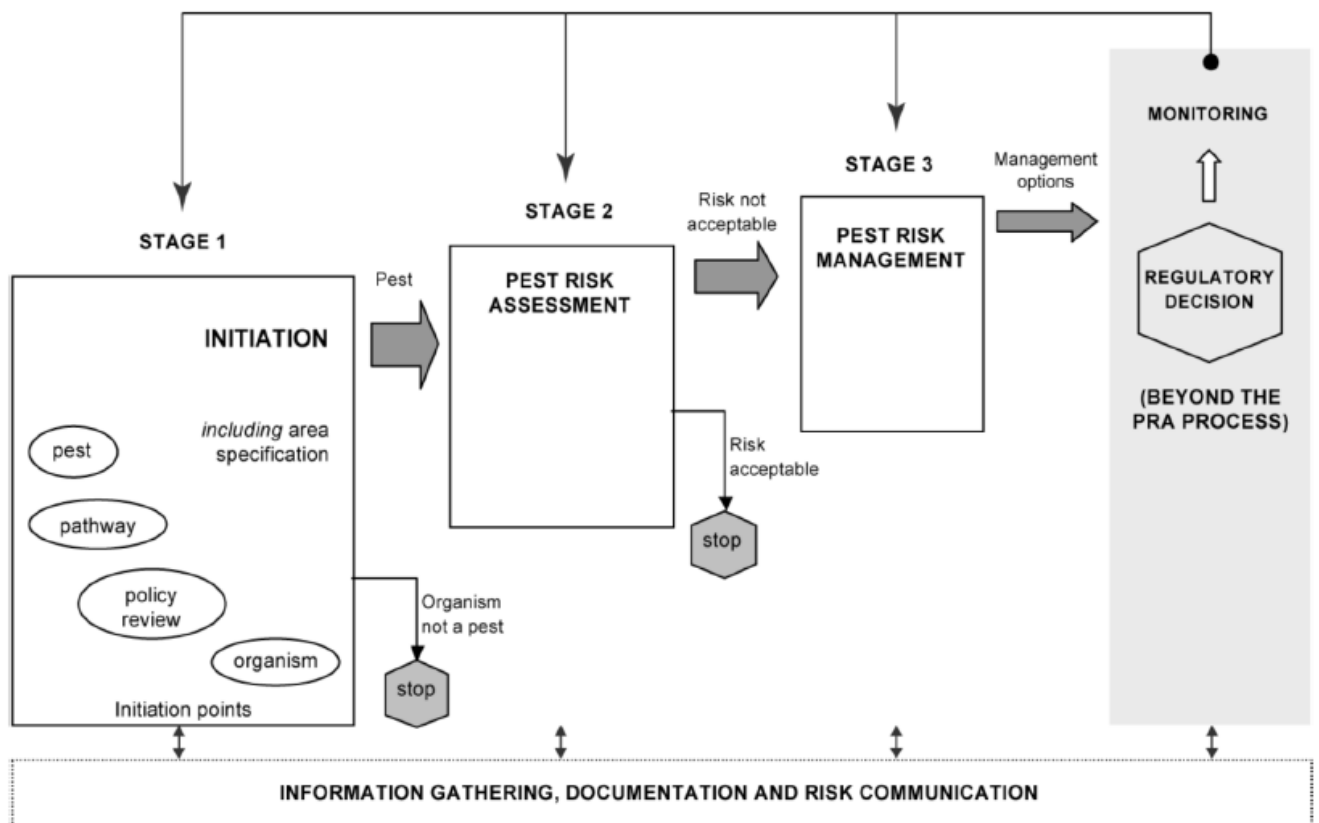 STAGE 1
INITIATION
including area
specification
pest
pathway
policy
review
organism
Initiation points
Pest
Organism
not a pest
stop
STAGE 2
PEST RISK
ASSESSMENT
Risk not
acceptable
Risk
acceptable
stop
STAGE 3
PEST RISK
MANAGEMENT
Management
options
MONITORING
REGULATORY
DECISION
(BEYOND THE
PRA PROCESS)
INFORMATION GATHERING, DOCUMENTATION AND RISK COMMUNICATION